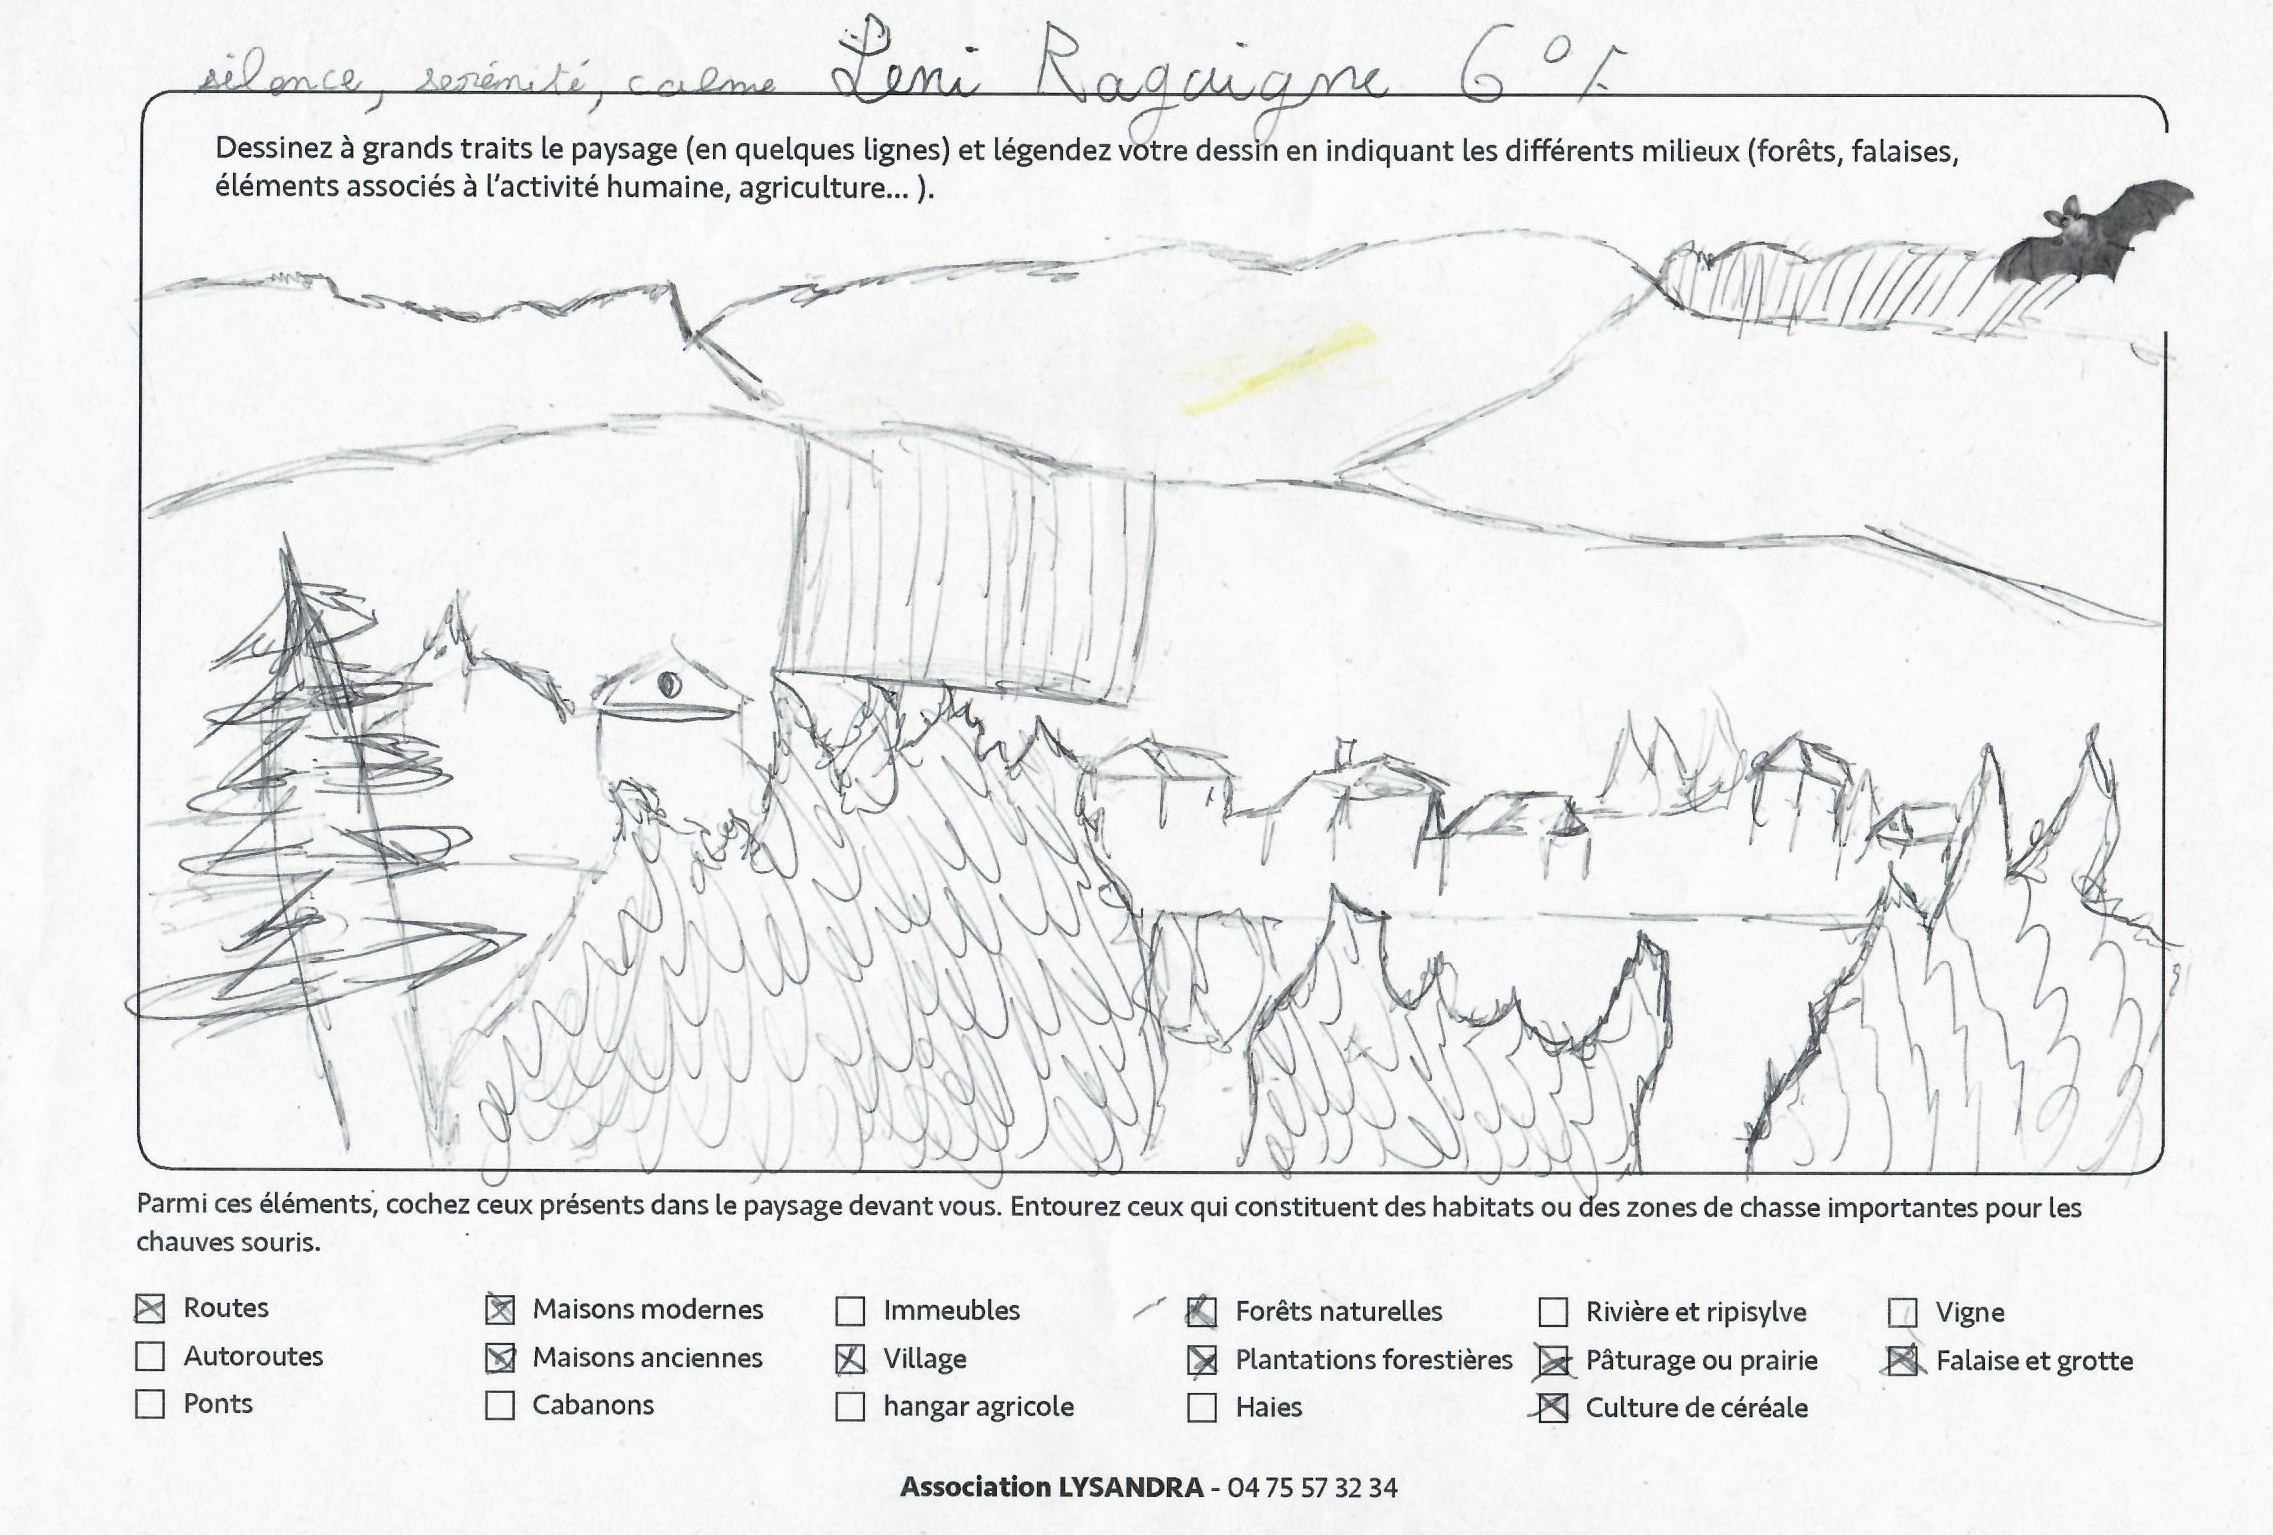 silence, serénité, calme Leni Ragaigne 6°
Dessinez à grands traits le paysage (en quelques lignes) et légendez votre dessin en indiquant les différents milieux (forêts, falaises,
éléments associés à l'activité humaine, agriculture... ).
Parmi ces éléments, cochez ceux présents dans le paysage devant vous. Entourez ceux qui constituent des habitats ou des zones de chasse importantes pour les
chauves souris.
Routes Maisons modernes Immeubles Forêts naturelles Rivière et ripisylve Vigne
Autoroutes Maisons anciennes Village Plantations forestières Pâturage ou prairie Falaise et grotte
Ponts Cabanons hangar agricole Haies Culture de céréale
Association LYSANDRA - 04 75 57 32 34